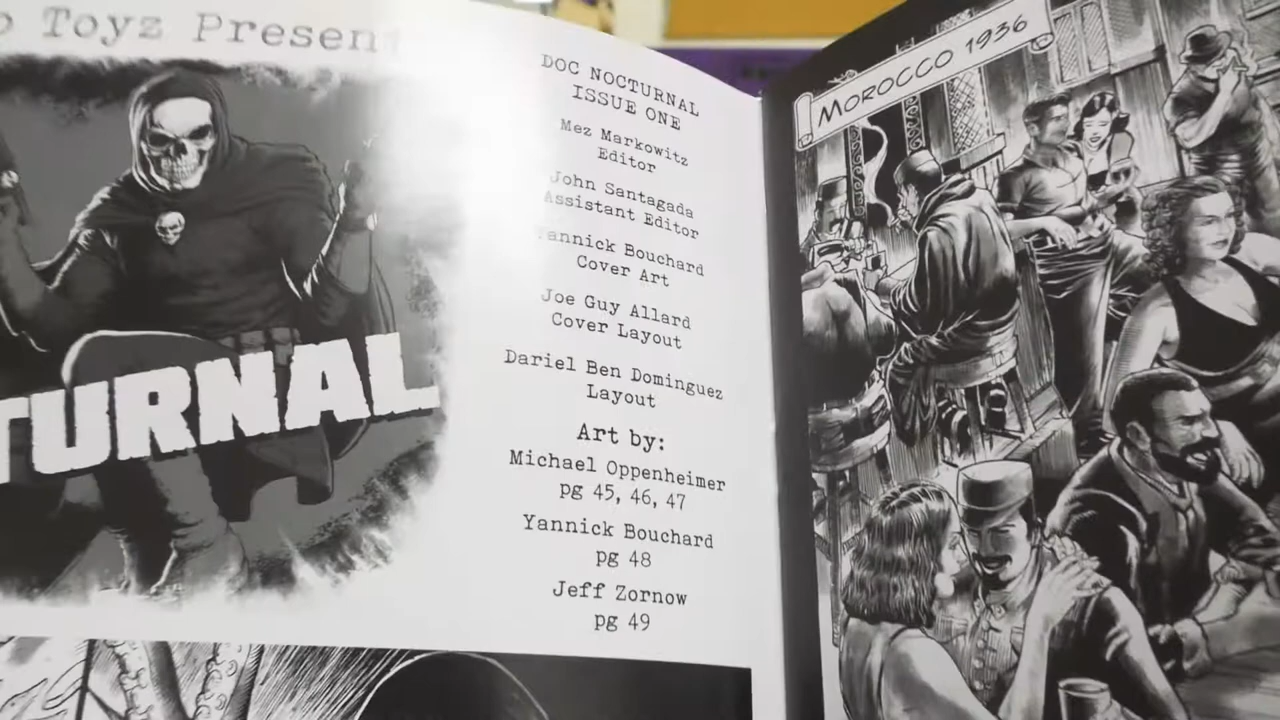 Toyz Presen
TURNAL
DOC NOCTURNAL
ISSUE ONE
Mez Markowitz
Editor
John Santagada
Assistant Editor
Yannick Bouchard
Cover Art
Joe Guy Allard
Cover Layout
Dariel Ben Dominguez
Layout
Art by:
Michael Oppenheimer
pg 45, 46, 47
Yannick Bouchard
pg 48
Jeff Zornow
pg 49
MOROCCO 1936